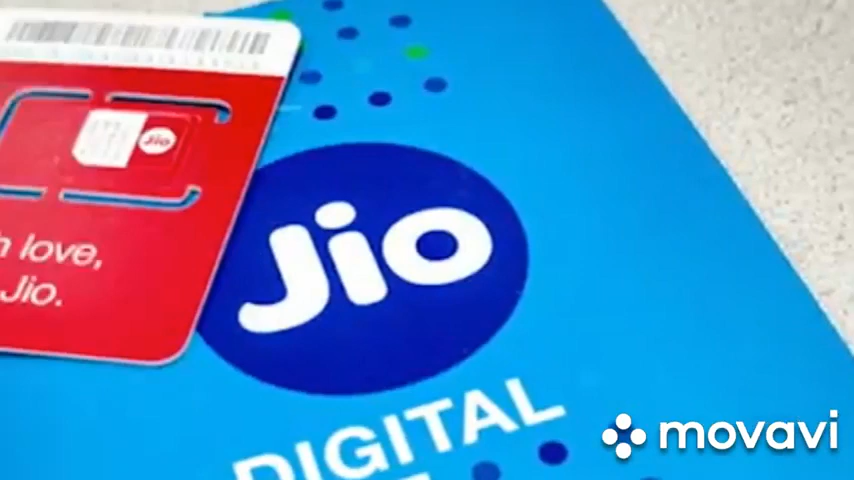 Jio
h love,
Jio.
Jio
DIGITAL
movavi